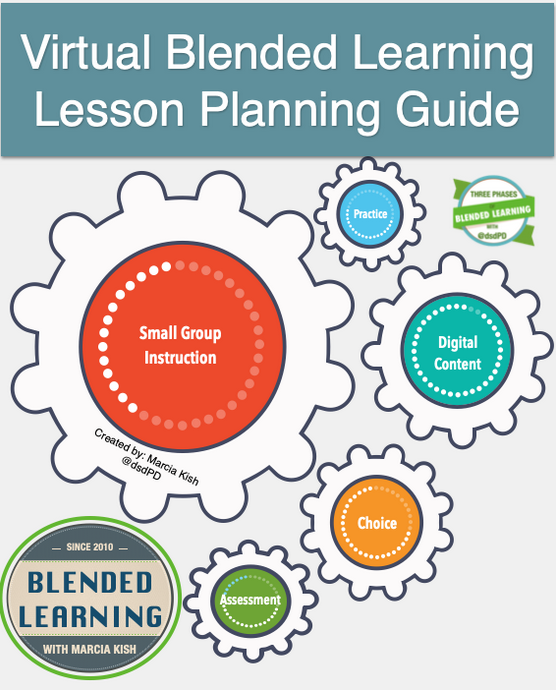 Virtual Blended Learning
Lesson Planning Guide
Practice
THREE PHASES
BLENDED LEARNING
WITH
@dsdPD
Small Group
Instruction
Digital
Content
Created by: Marcia Kish
@dsdPD
Choice
Assessment
— SINCE 2010 —
BLENDED
LEARNING
WITH MARCIA KISH